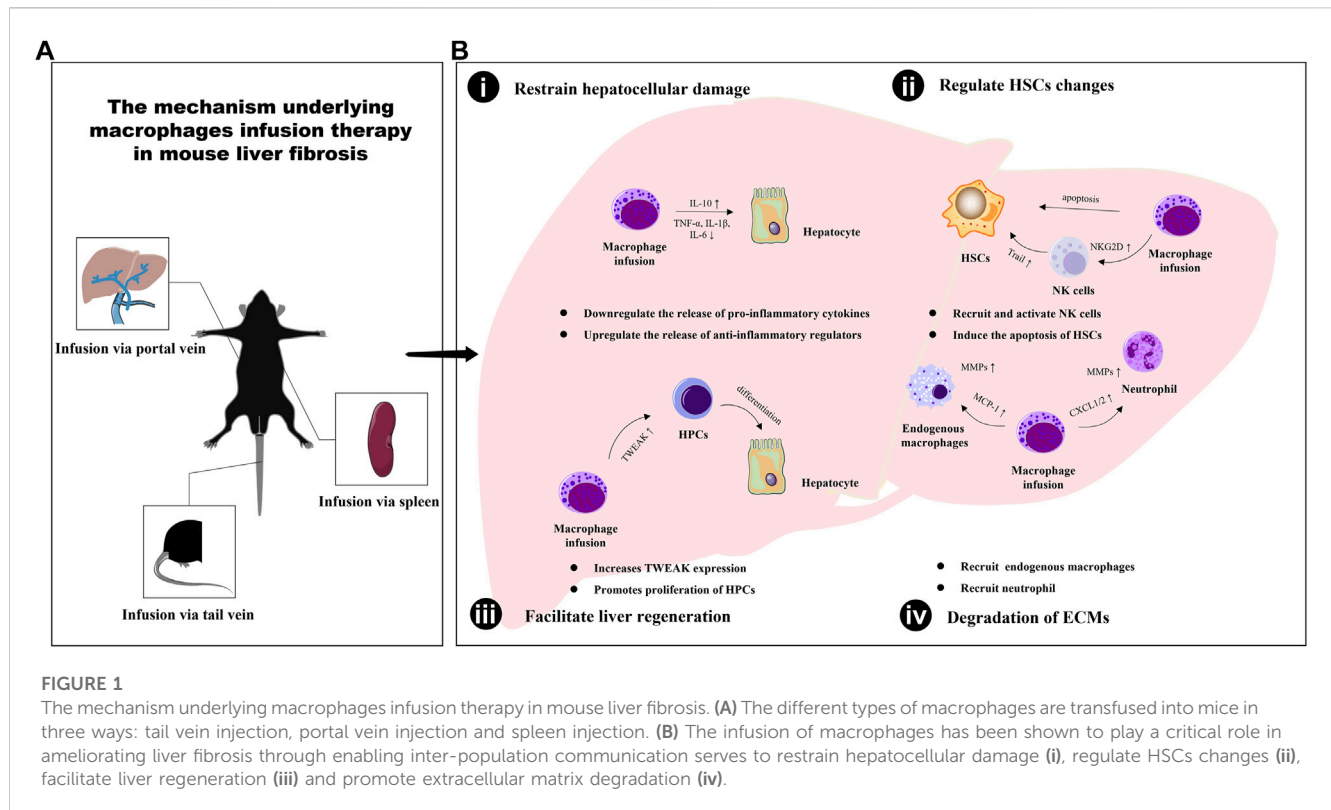 A
The mechanism underlying
macrophages infusion therapy
in mouse liver fibrosis
Infusion via portal vein
Infusion via spleen
Infusion via tail vein
B
i Restrain hepatocellular damage
IL-10 ↑
TNF-α, IL-1β,
IL-6 ↓
Macrophage
infusion
Hepatocyte
● Downregulate the release of pro-inflammatory cytokines
● Upregulate the release of anti-inflammatory regulators
ii Regulate HSCs changes
apoptosis
HSCs
Trail ↑
NKG2D ↑
NK cells
Macrophage
infusion
● Recruit and activate NK cells
● Induce the apoptosis of HSCs
HPCs
differentiation
TWEAK ↑
Hepatocyte
Macrophage
infusion
● Increases TWEAK expression
● Promotes proliferation of HPCs
iii Facilitate liver regeneration
MMPs ↑
MMPs ↑
Neutrophil
MCP-1 ↑
CXCL1/2 ↑
Endogenous
macrophages
Macrophage
infusion
● Recruit endogenous macrophages
● Recruit neutrophil
iv Degradation of ECMs
FIGURE 1
The mechanism underlying macrophages infusion therapy in mouse liver fibrosis. (A) The different types of macrophages are transfused into mice in
three ways: tail vein injection, portal vein injection and spleen injection. (B) The infusion of macrophages has been shown to play a critical role in
ameliorating liver fibrosis through enabling inter-population communication serves to restrain hepatocellular damage (i), regulate HSCs changes (ii),
facilitate liver regeneration (iii) and promote extracellular matrix degradation (iv).